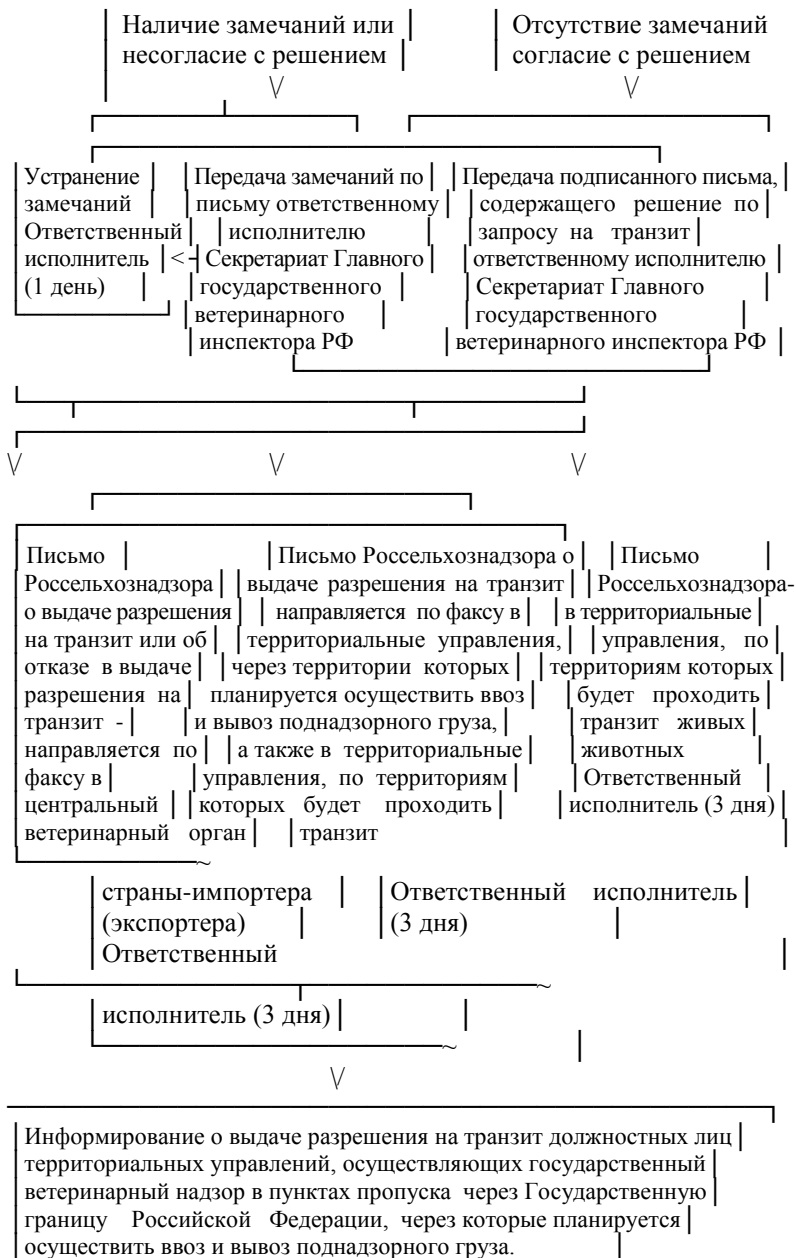 Наличие замечаний или
несогласие с решением
Отсутствие замечаний
согласие с решением
Устранение
замечаний
Ответственный
исполнитель
(1 день)
Передача замечаний по
письму ответственному
исполнителю
Секретариат Главного
государственного
ветеринарного
инспектора РФ
Передача подписанного письма,
содержащего решение по
запросу на транзит
ответственному исполнителю
Секретариат Главного
государственного
ветеринарного инспектора РФ
Письмо
Россельхознадзора
о выдаче разрешения
на транзит или об
отказе в выдаче
разрешения на
транзит -
направляется по
факсу в
центральный
ветеринарный орган
страны-импортера
(экспортера)
Ответственный
исполнитель (3 дня)
Письмо Россельхознадзора о
выдаче разрешения на транзит
направляется по факсу в
территориальные управления,
через территории которых
планируется осуществить ввоз
и вывоз поднадзорного груза,
а также в территориальные
управления, по территориям
которых будет проходить
транзит
Ответственный исполнитель
(3 дня)
Письмо
Россельхознадзора-
в территориальные
управления, по
территориям которых
будет проходить
транзит живых
животных
Ответственный
исполнитель (3 дня)
Информирование о выдаче разрешения на транзит должностных лиц
территориальных управлений, осуществляющих государственный
ветеринарный надзор в пунктах пропуска через Государственную
границу Российской Федерации, через которые планируется
осуществить ввоз и вывоз поднадзорного груза.